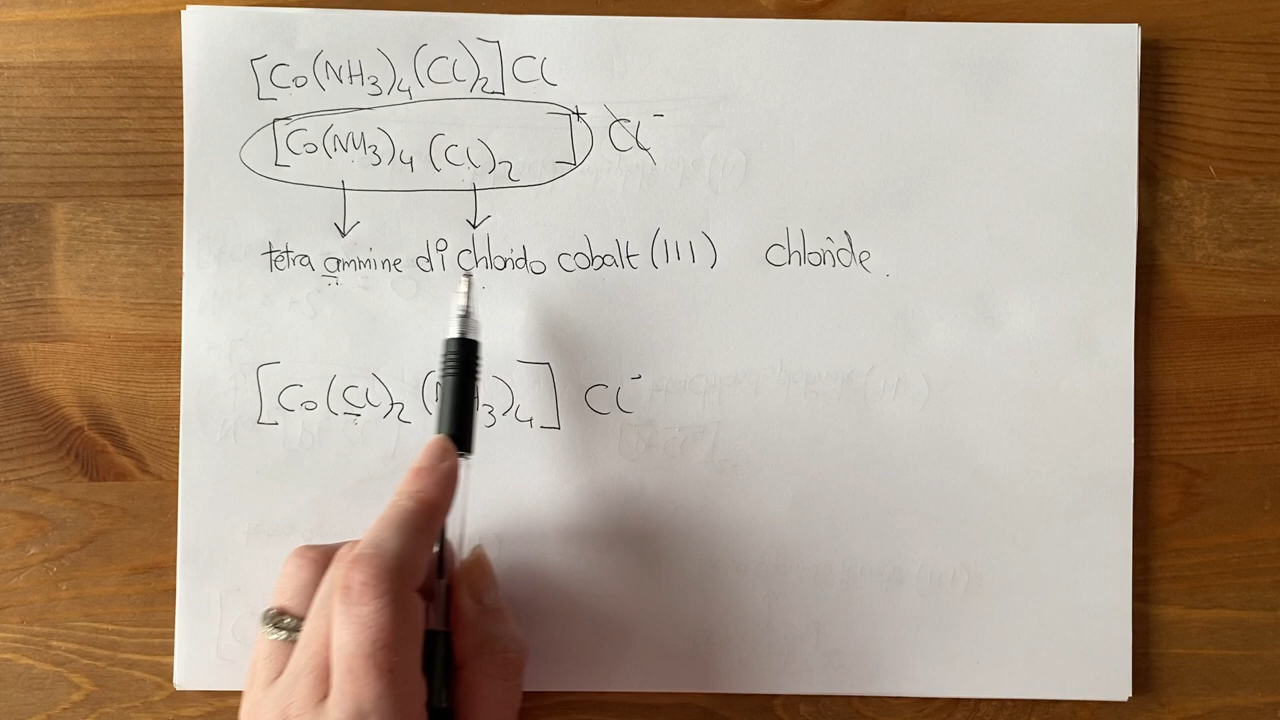 [Co(NH₃)₄(Cl)₂]Cl
[Co(NH₃)₄(Cl)₂]⁺ Cl⁻
tetra ammine di chlorido cobalt (III) chloride.
[Co(Cl)₂(NH₃)₄] Cl⁻